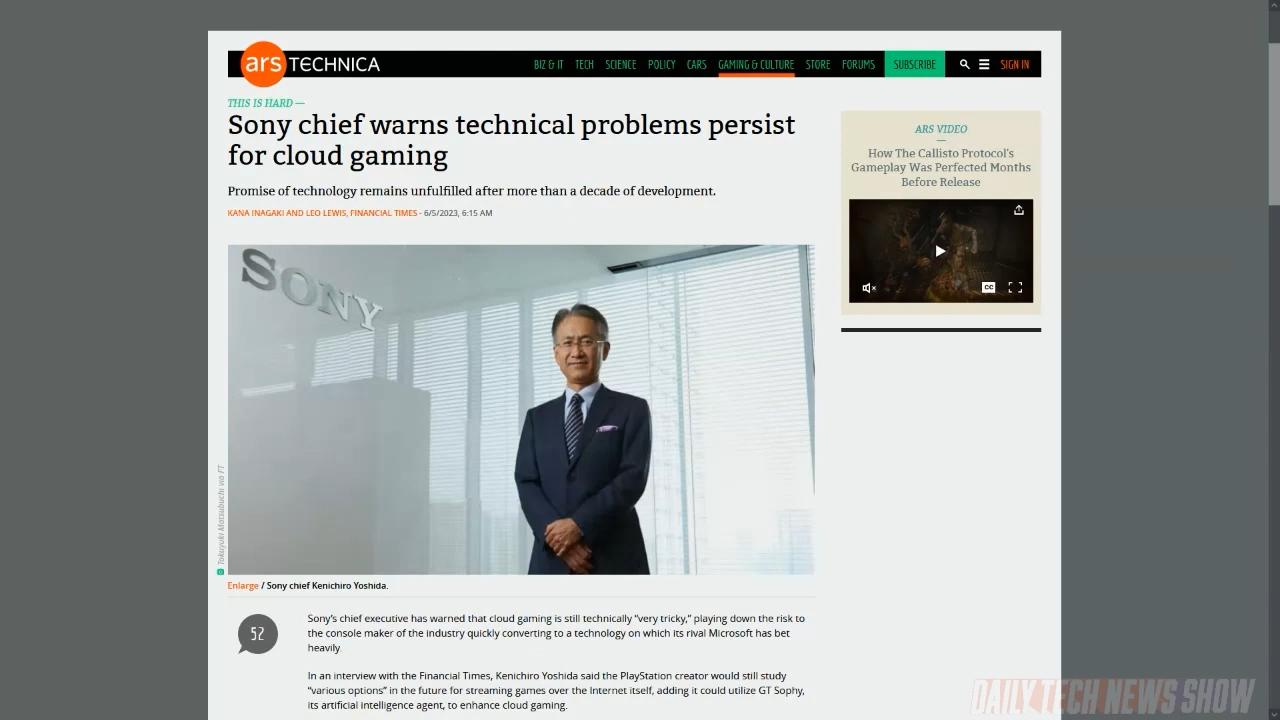 ars TECHNICA
BIZ & IT TECH SCIENCE POLICY CARS GAMING & CULTURE STORE FORUMS SUBSCRIBE SIGN IN
THIS IS HARD —
Sony chief warns technical problems persist
for cloud gaming
Promise of technology remains unfulfilled after more than a decade of development.
KANA INAGAKI AND LEO LEWIS, FINANCIAL TIMES - 6/5/2023, 6:15 AM
ARS VIDEO
How The Callisto Protocol's
Gameplay Was Perfected Months
Before Release
CC
SONY
Tokuyuki Matsubuchi via FT
Enlarge / Sony chief Kenichiro Yoshida.
52
Sony's chief executive has warned that cloud gaming is still technically "very tricky," playing down the risk to
the console maker of the industry quickly converting to a technology on which its rival Microsoft has bet
heavily.
In an interview with the Financial Times, Kenichiro Yoshida said the PlayStation creator would still study
"various options" in the future for streaming games over the Internet itself, adding it could utilize GT Sophy,
its artificial intelligence agent, to enhance cloud gaming.
DAILY TECH NEWS SHOW